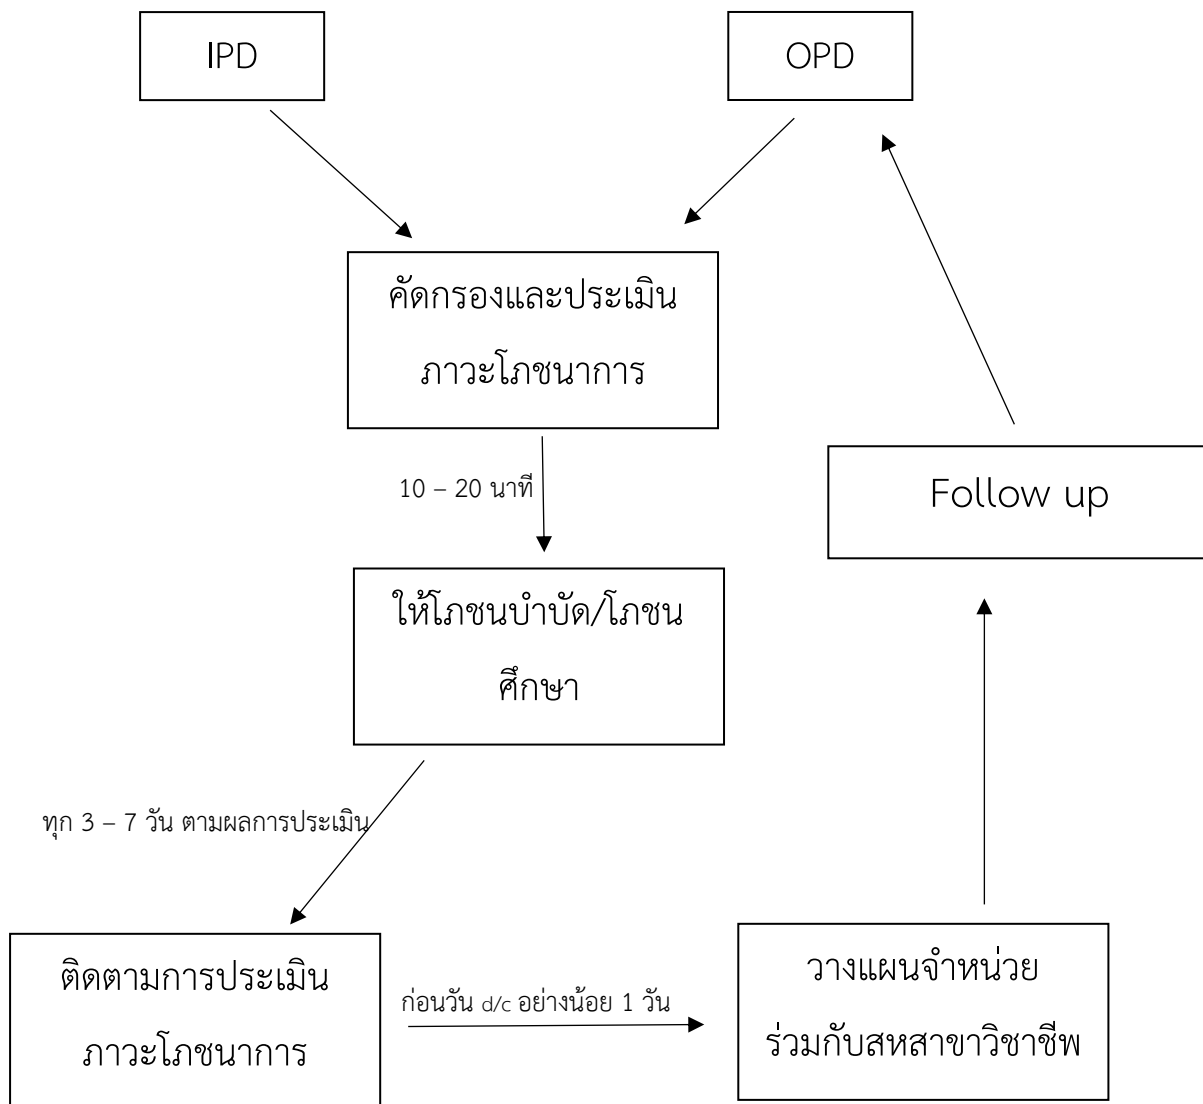 IPD
OPD
คัดกรองและประเมิน
ภาวะโภชนาการ
10 – 20 นาที
Follow up
ให้โภชนบำบัด/โภชน
ศึกษา
ทุก 3 – 7 วัน ตามผลการประเมิน
ติดตามการประเมิน
ภาวะโภชนาการ
ก่อนวัน d/c อย่างน้อย 1 วัน
วางแผนจำหน่วย
ร่วมกับสหสาขาวิชาชีพ